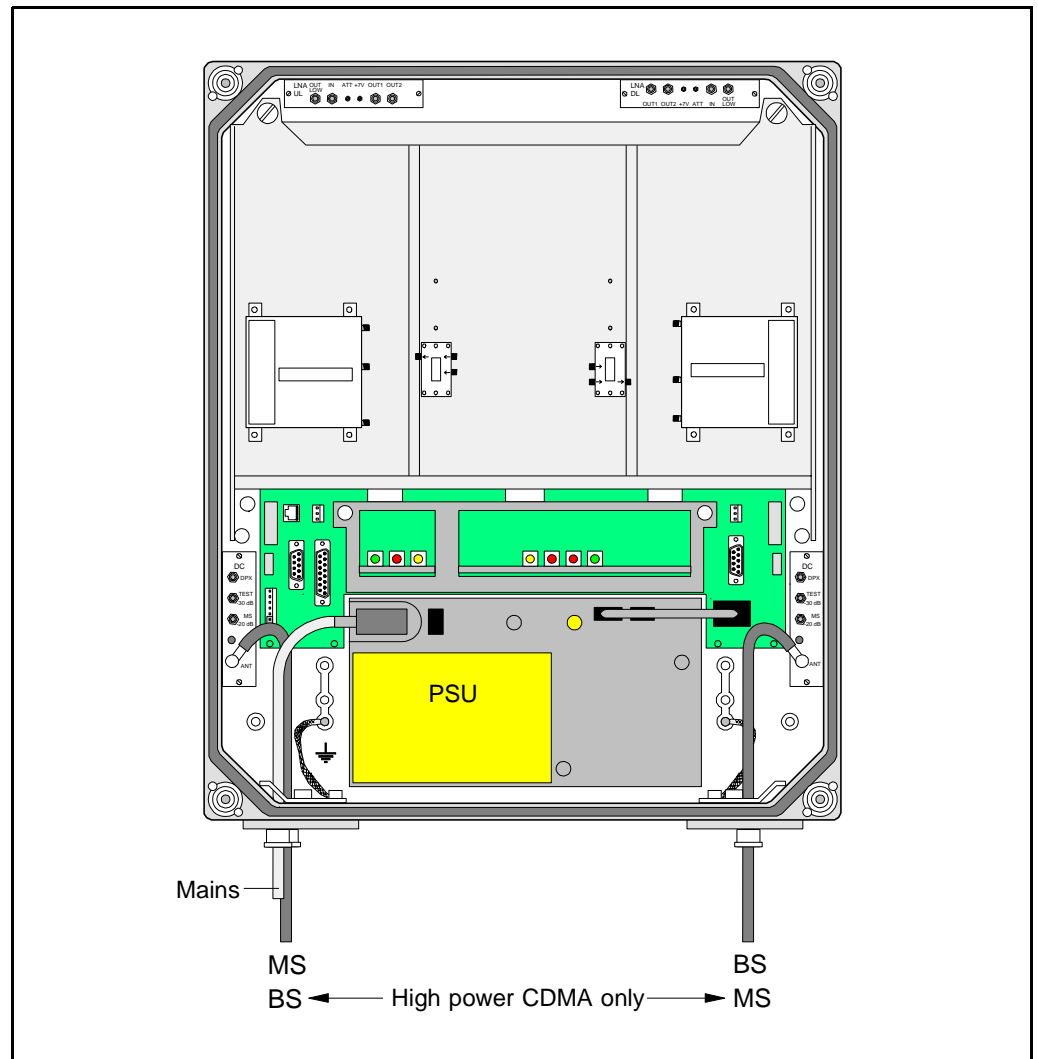 LNA UL
OUT LOW IN ATT +7V OUT1 OUT2
LNA DL
OUT1 OUT2 +7V ATT IN OUT LOW
DC
DPX
TEST
-30 dB
MS
-20 dB
ANT
DC
DPX
TEST
-30 dB
MS
-20 dB
ANT
PSU
Mains
MS
BS
BS
High power CDMA only
MS